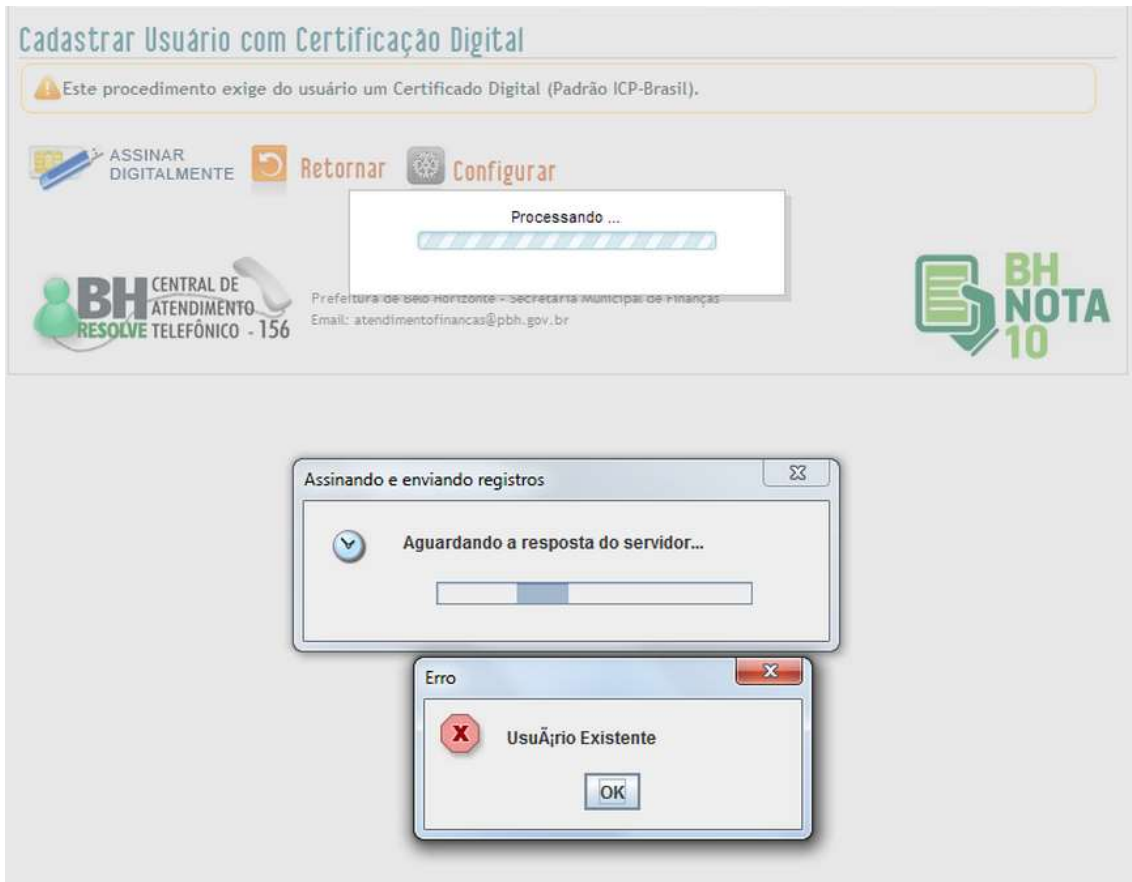 Cadastrar Usuário com Certificação Digital
Este procedimento exige do usuário um Certificado Digital (Padrão ICP-Brasil).
ASSINAR
DIGITALMENTE
Retornar
Configurar
Processando ...
BH
RESOLVE
CENTRAL DE
ATENDIMENTO
TELEFÔNICO - 156
Prefeitura de Belo Horizonte - Secretaria Municipal de Finanças
Email: atendimentofinancas@pbh.gov.br
BH
NOTA
10
Assinando e enviando registros
Aguardando a resposta do servidor...
Erro
UsuÃ¡rio Existente
OK